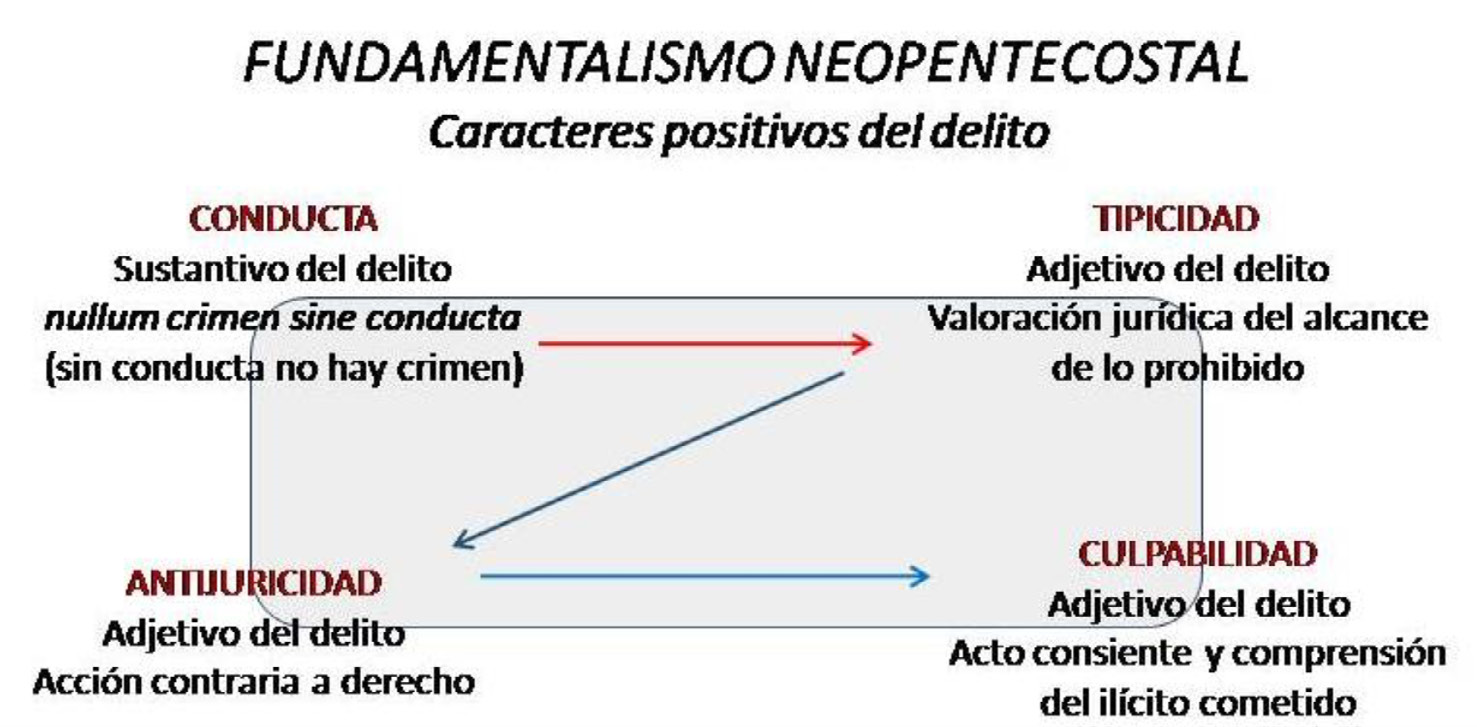 FUNDAMENTALISMO NEOPENTECOSTAL
Caracteres positivos del delito
CONDUCTA
Sustantivo del delito
nullum crimen sine conducta
(sin conducta no hay crimen)
TIPICIDAD
Adjetivo del delito
Valoración jurídica del alcance
de lo prohibido
ANTIJURICIDAD
Adjetivo del delito
Acción contraria a derecho
CULPABILIDAD
Adjetivo del delito
Acto consiente y comprensión
del ilícito cometido